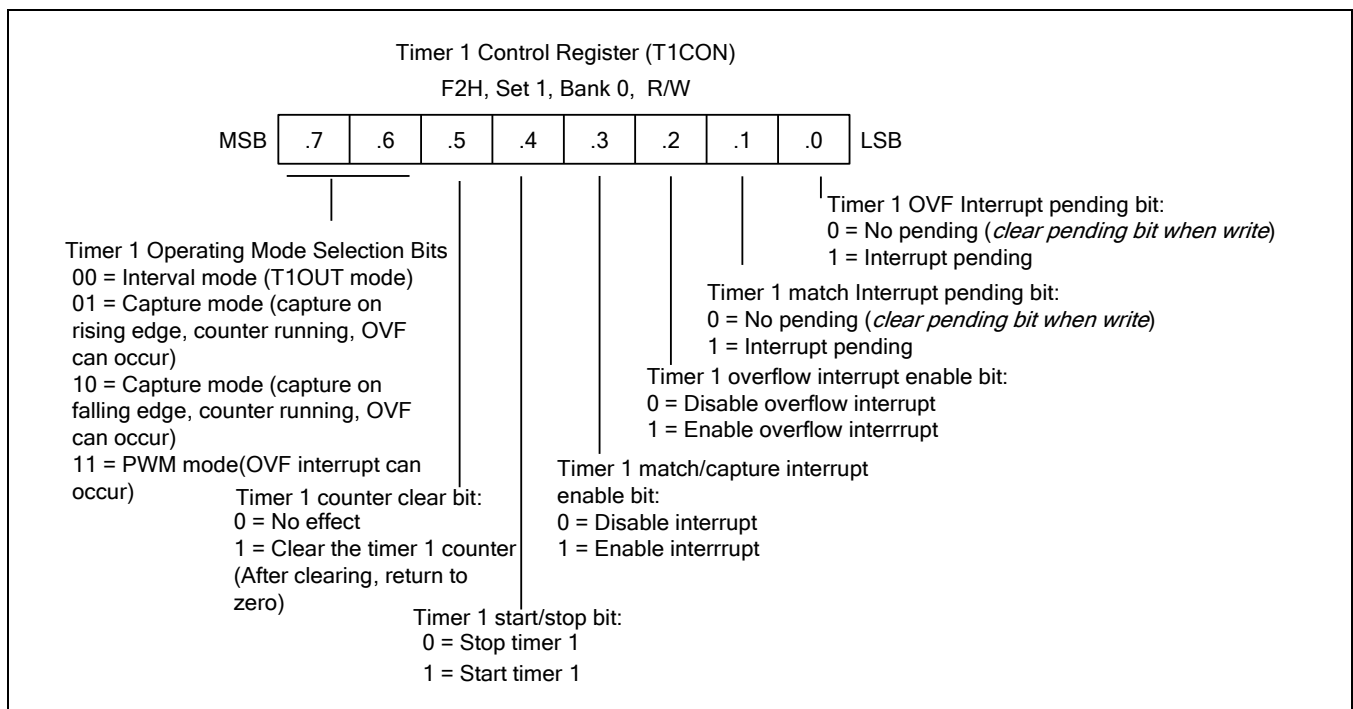 Timer 1 Control Register (T1CON)
F2H, Set 1, Bank 0, R/W
MSB .7 .6 .5 .4 .3 .2 .1 .0 LSB
Timer 1 OVF Interrupt pending bit:
0 = No pending (clear pending bit when write)
1 = Interrupt pending
Timer 1 match Interrupt pending bit:
0 = No pending (clear pending bit when write)
1 = Interrupt pending
Timer 1 overflow interrupt enable bit:
0 = Disable overflow interrupt
1 = Enable overflow interrrupt
Timer 1 match/capture interrupt
enable bit:
0 = Disable interrupt
1 = Enable interrrupt
Timer 1 start/stop bit:
0 = Stop timer 1
1 = Start timer 1
Timer 1 counter clear bit:
0 = No effect
1 = Clear the timer 1 counter
(After clearing, return to
zero)
Timer 1 Operating Mode Selection Bits
00 = Interval mode (T1OUT mode)
01 = Capture mode (capture on
rising edge, counter running, OVF
can occur)
10 = Capture mode (capture on
falling edge, counter running, OVF
can occur)
11 = PWM mode(OVF interrupt can
occur)